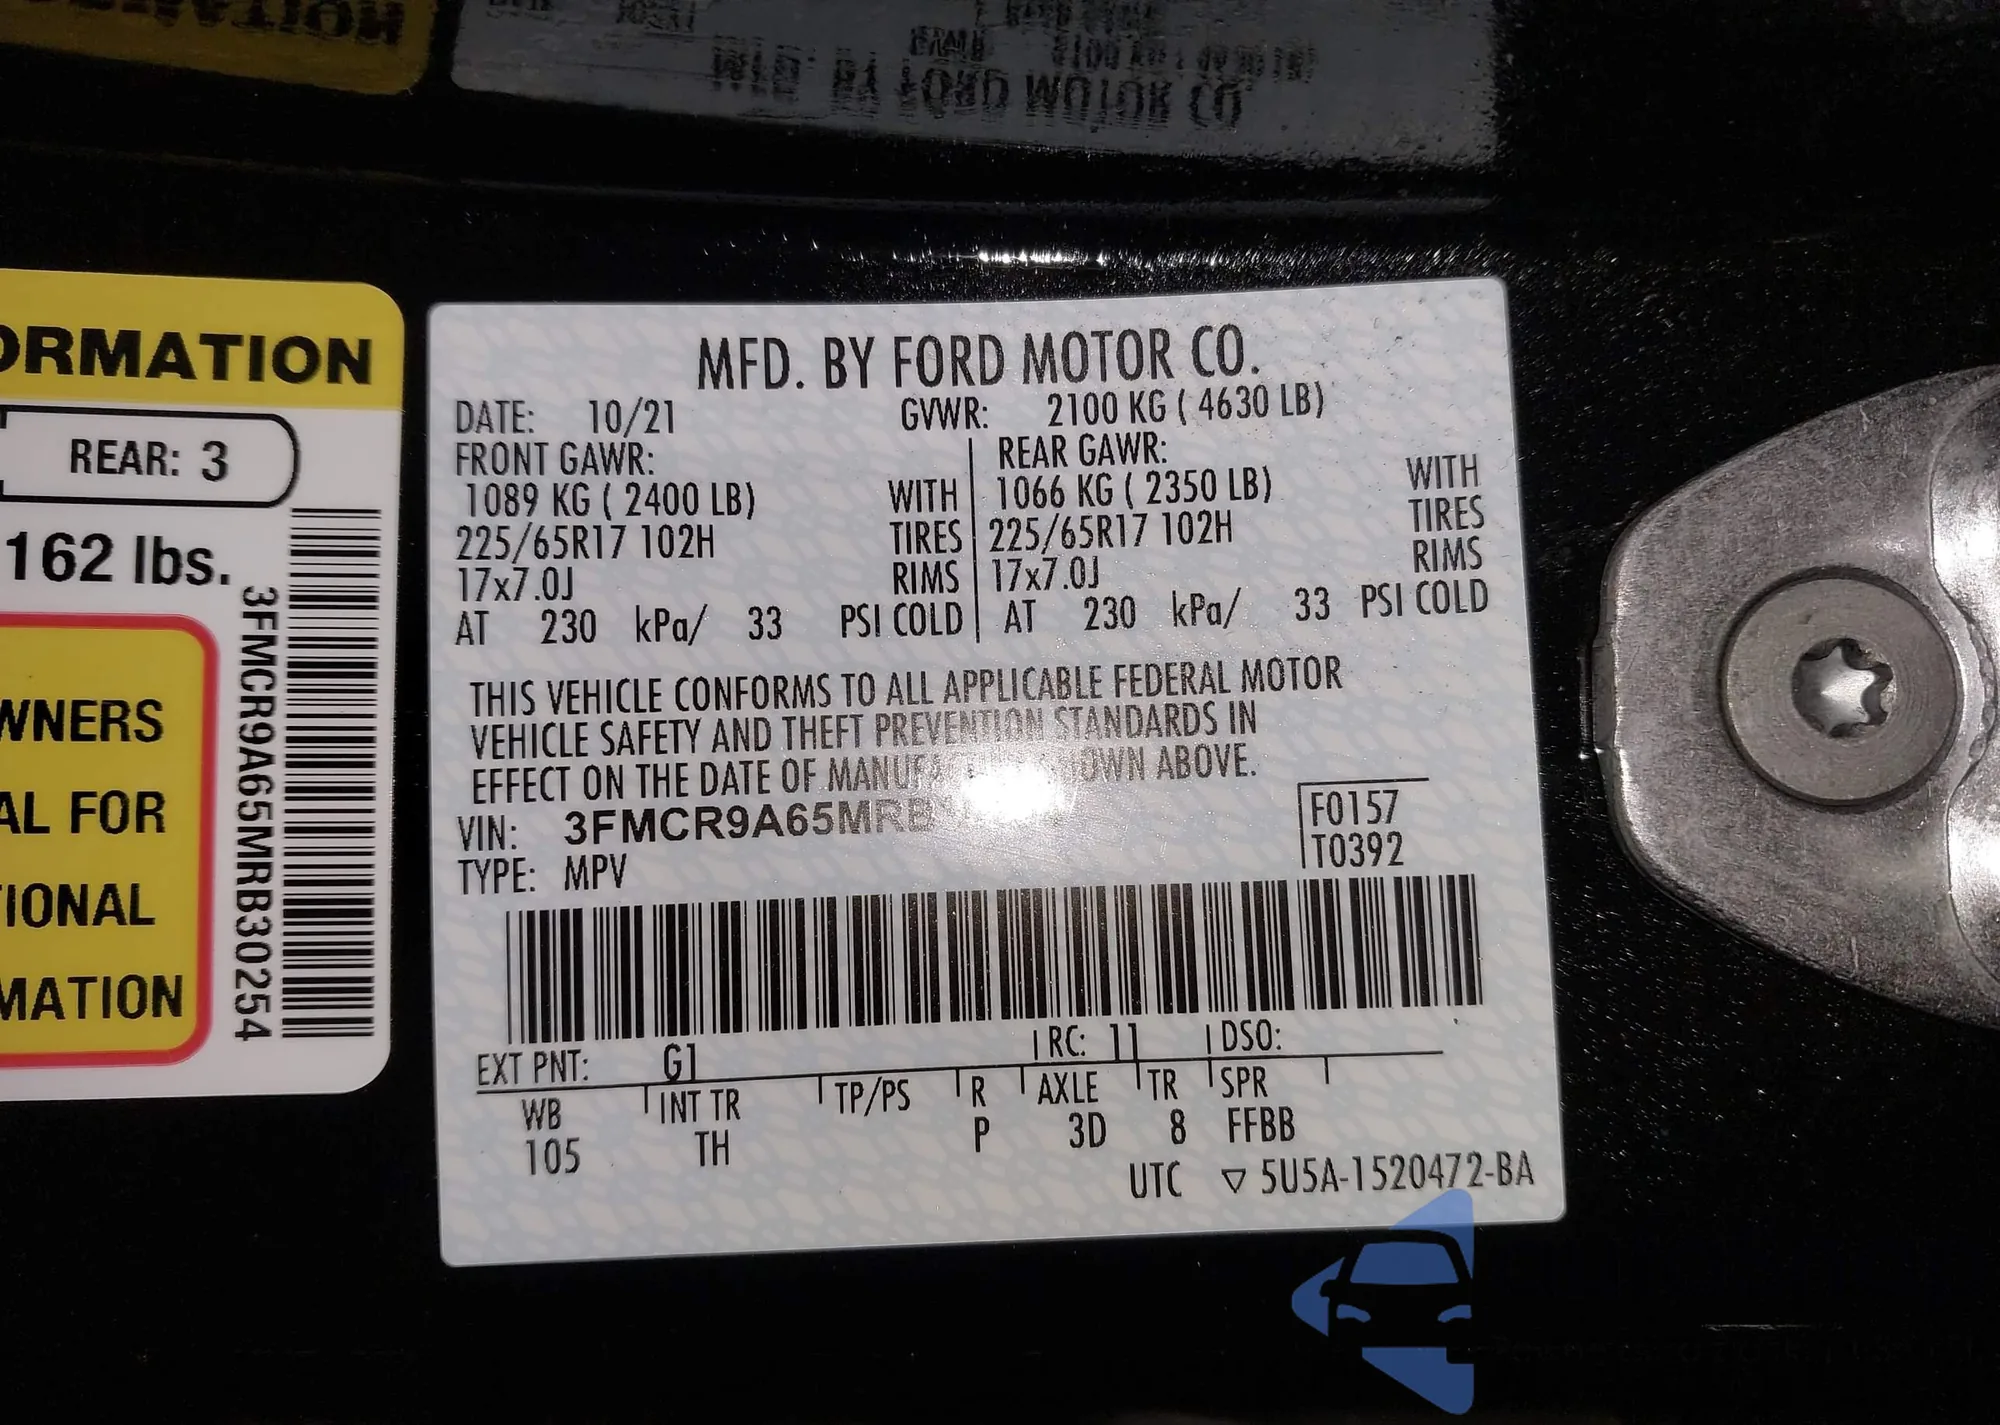 ORMATION
REAR: 3
162 lbs.
WNERS
AL FOR
IONAL
MATION
3FMCR9A65MRB30254
MFD. BY FORD MOTOR CO.
DATE: 10/21 GVWR: 2100 KG ( 4630 LB)
FRONT GAWR: REAR GAWR:
1089 KG ( 2400 LB) WITH 1066 KG ( 2350 LB) WITH
225/65R17 102H TIRES 225/65R17 102H TIRES
17x7.0J RIMS 17x7.0J RIMS
AT 230 kPa/ 33 PSI COLD AT 230 kPa/ 33 PSI COLD
THIS VEHICLE CONFORMS TO ALL APPLICABLE FEDERAL MOTOR
VEHICLE SAFETY AND THEFT PREVENTION STANDARDS IN
EFFECT ON THE DATE OF ABOVE.
VIN: 3FMCR9A65MRB F0157
TYPE: MPV T0392
EXT PNT: G1 RC: 11 DSO:
WB INT TR TP/PS R AXLE TR SPR
105 TH P 3D 8 FFBB
UTC ▽ 5U5A-1520472-BA